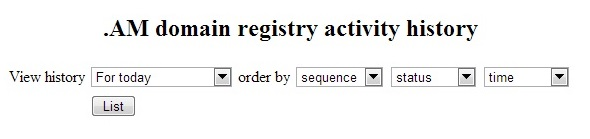 .AM domain registry activity history
View history For today order by sequence status time
List